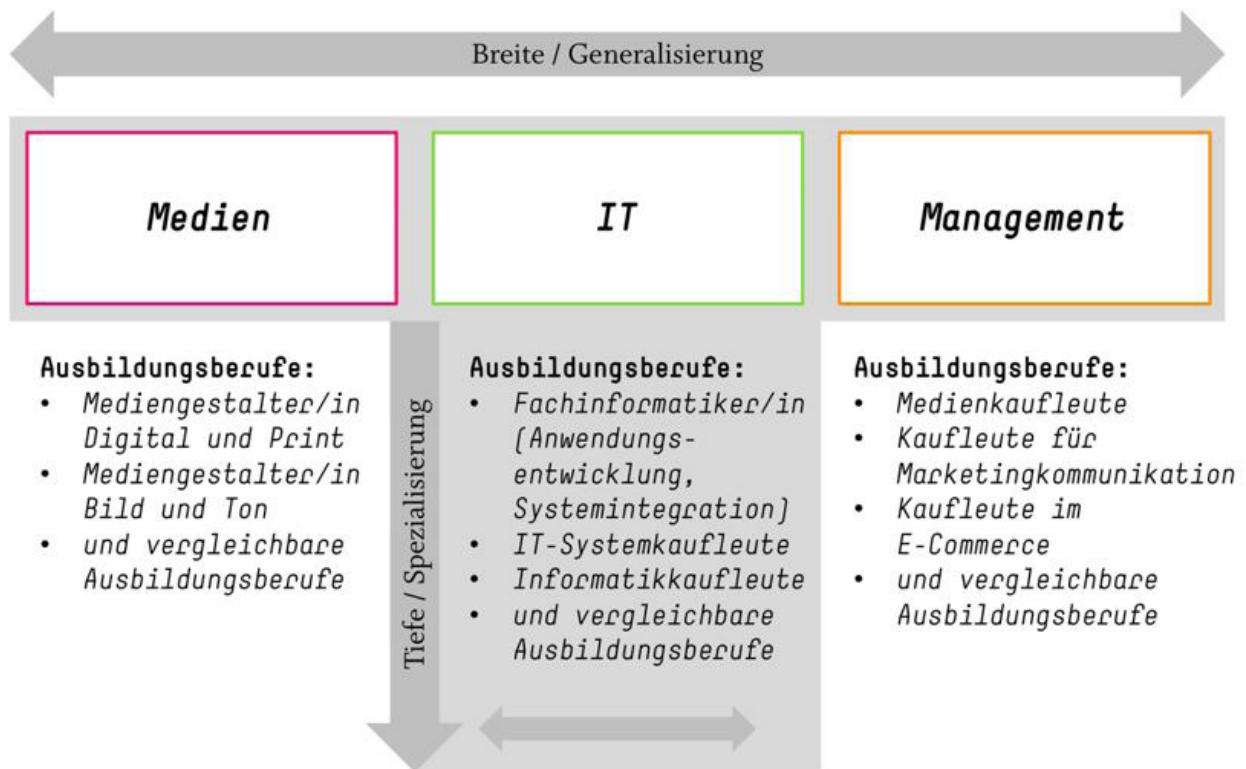 Breite / Generalisierung
Medien
IT
Management
Ausbildungsberufe:
• Mediengestalter/in
Digital und Print
• Mediengestalter/in
Bild und Ton
• und vergleichbare
Ausbildungsberufe
Tiefe / Spezialisierung
Ausbildungsberufe:
• Fachinformatiker/in
(Anwendungs-
entwicklung,
Systemintegration)
• IT-Systemkaufleute
• Informatikkaufleute
• und vergleichbare
Ausbildungsberufe
Ausbildungsberufe:
• Medienkaufleute
• Kaufleute für
Marketingkommunikation
• Kaufleute im
E-Commerce
• und vergleichbare
Ausbildungsberufe